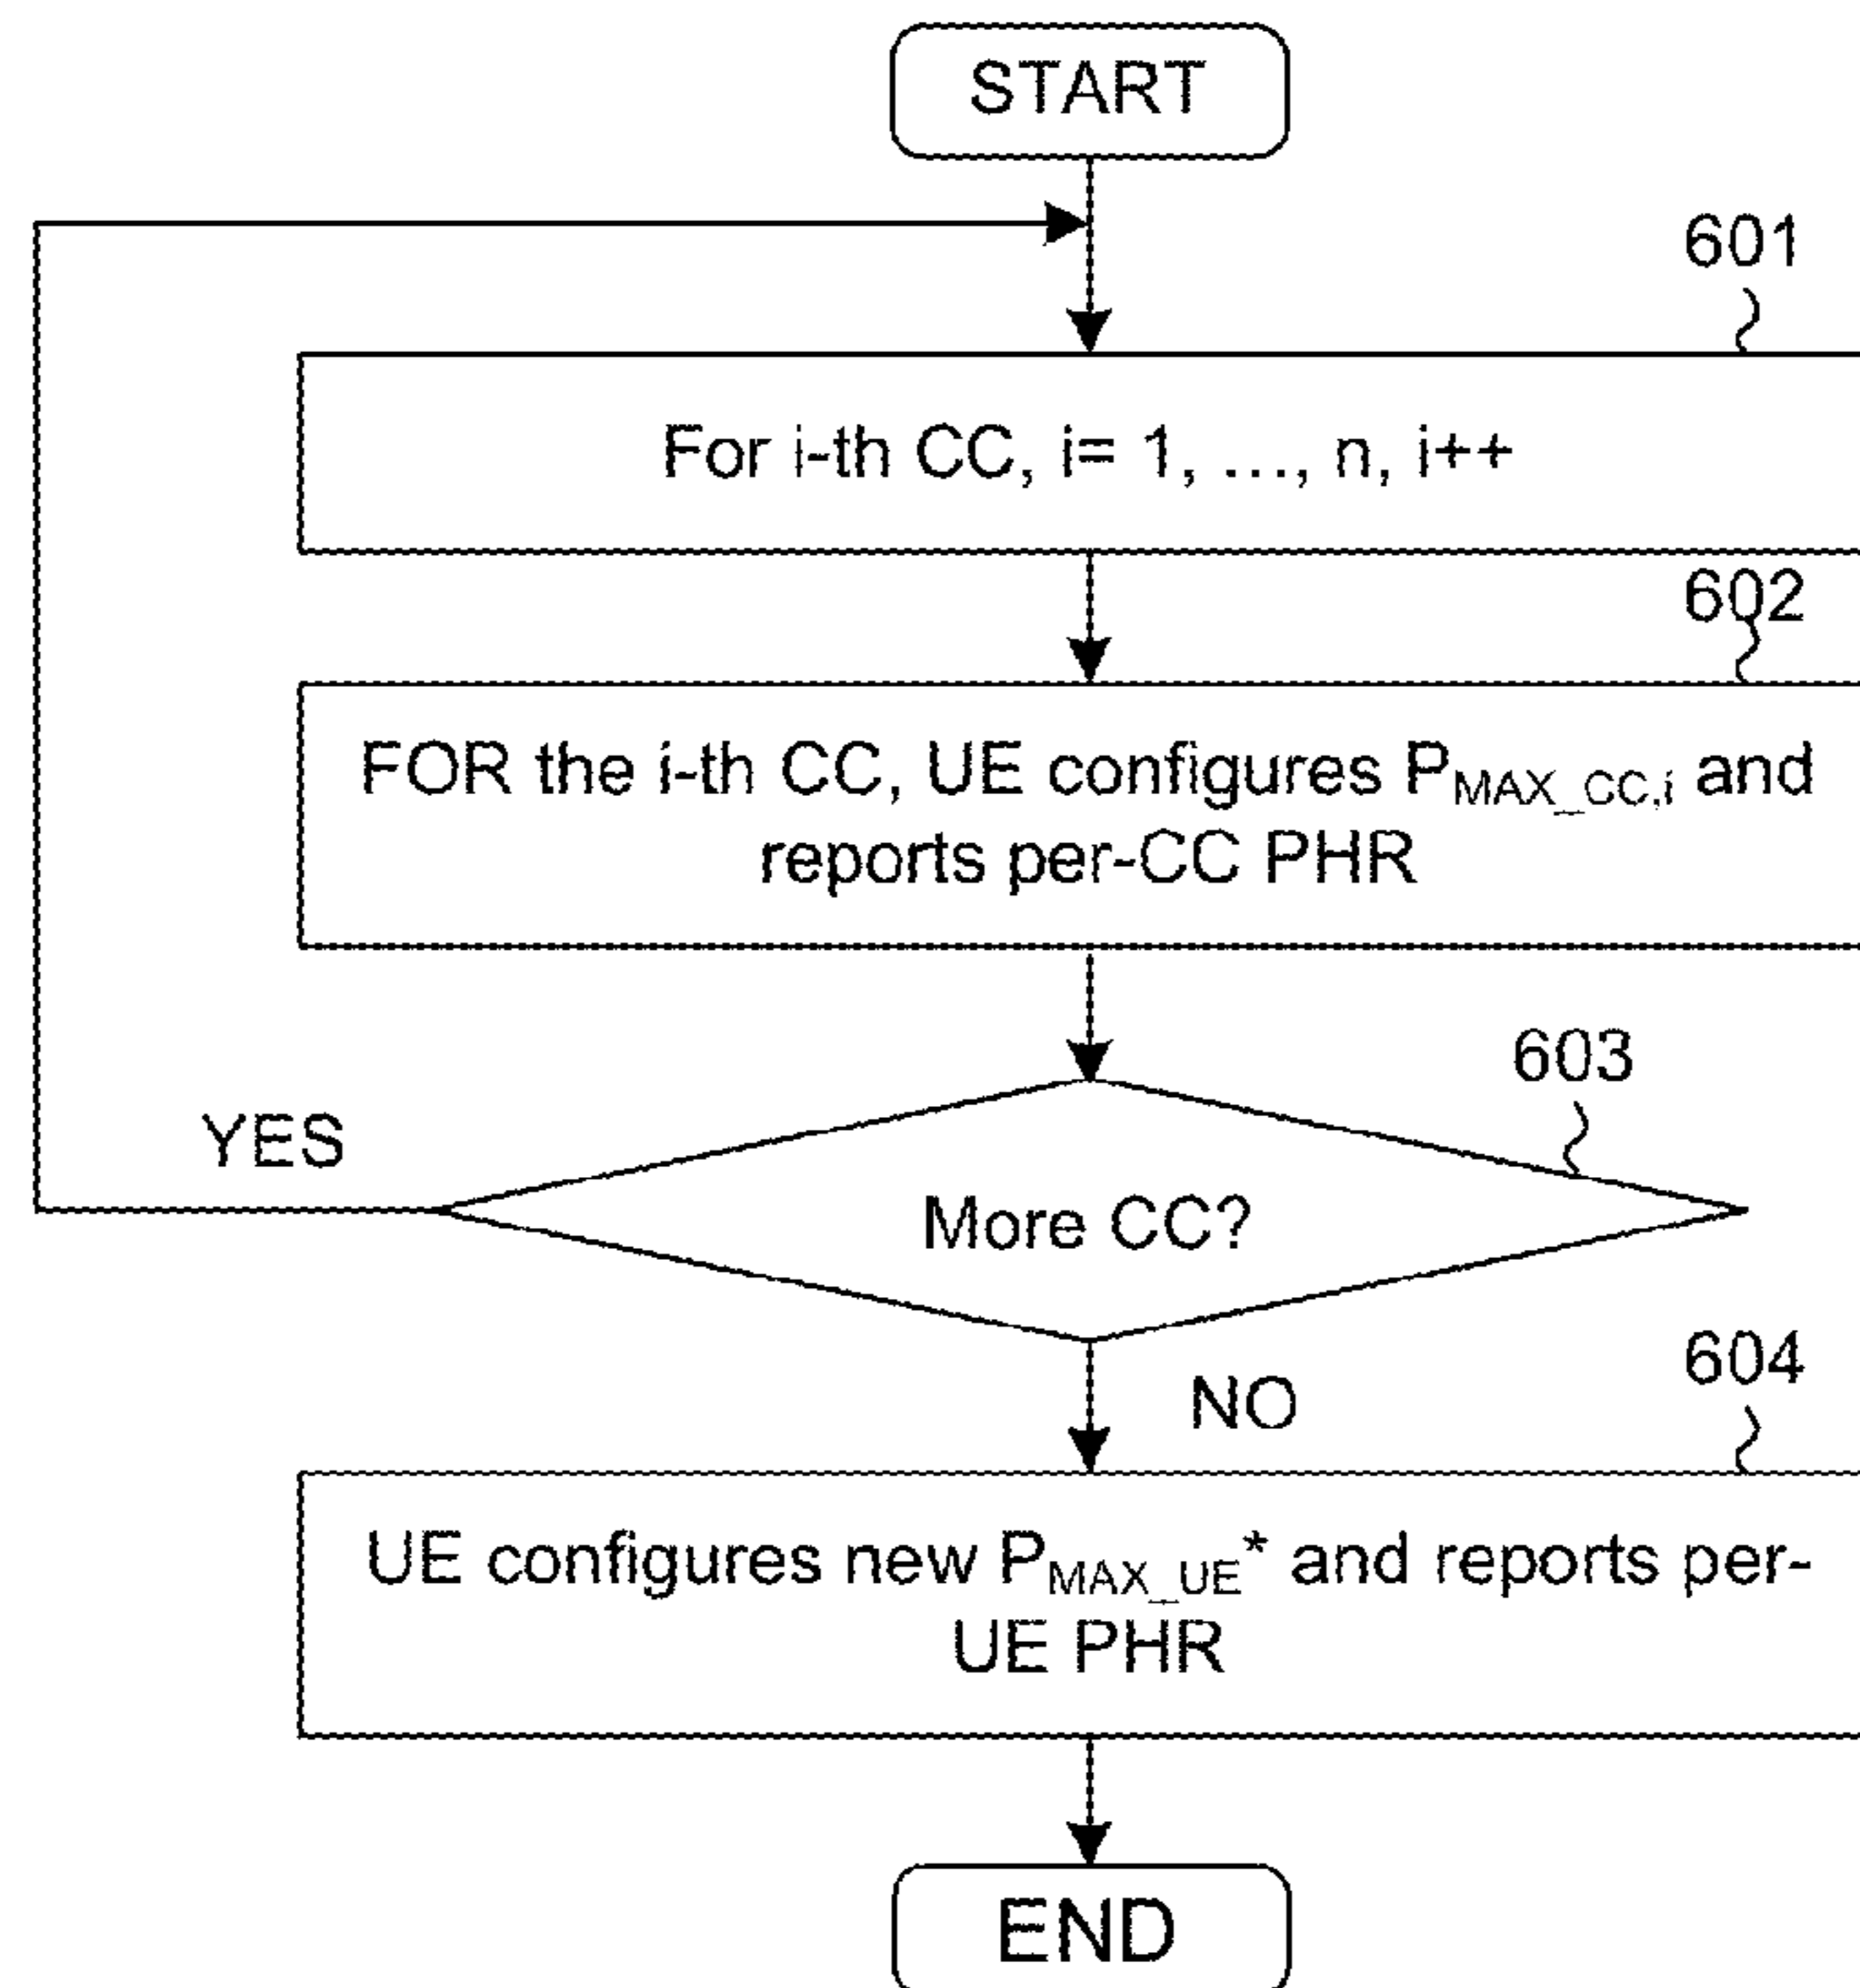 START
601
For i-th CC, i= 1, ..., n, i++
602
FOR the i-th CC, UE configures P_MAX_CC,i and
reports per-CC PHR
603
YES
More CC?
604
NO
UE configures new P_MAX_UE* and reports per-
UE PHR
END